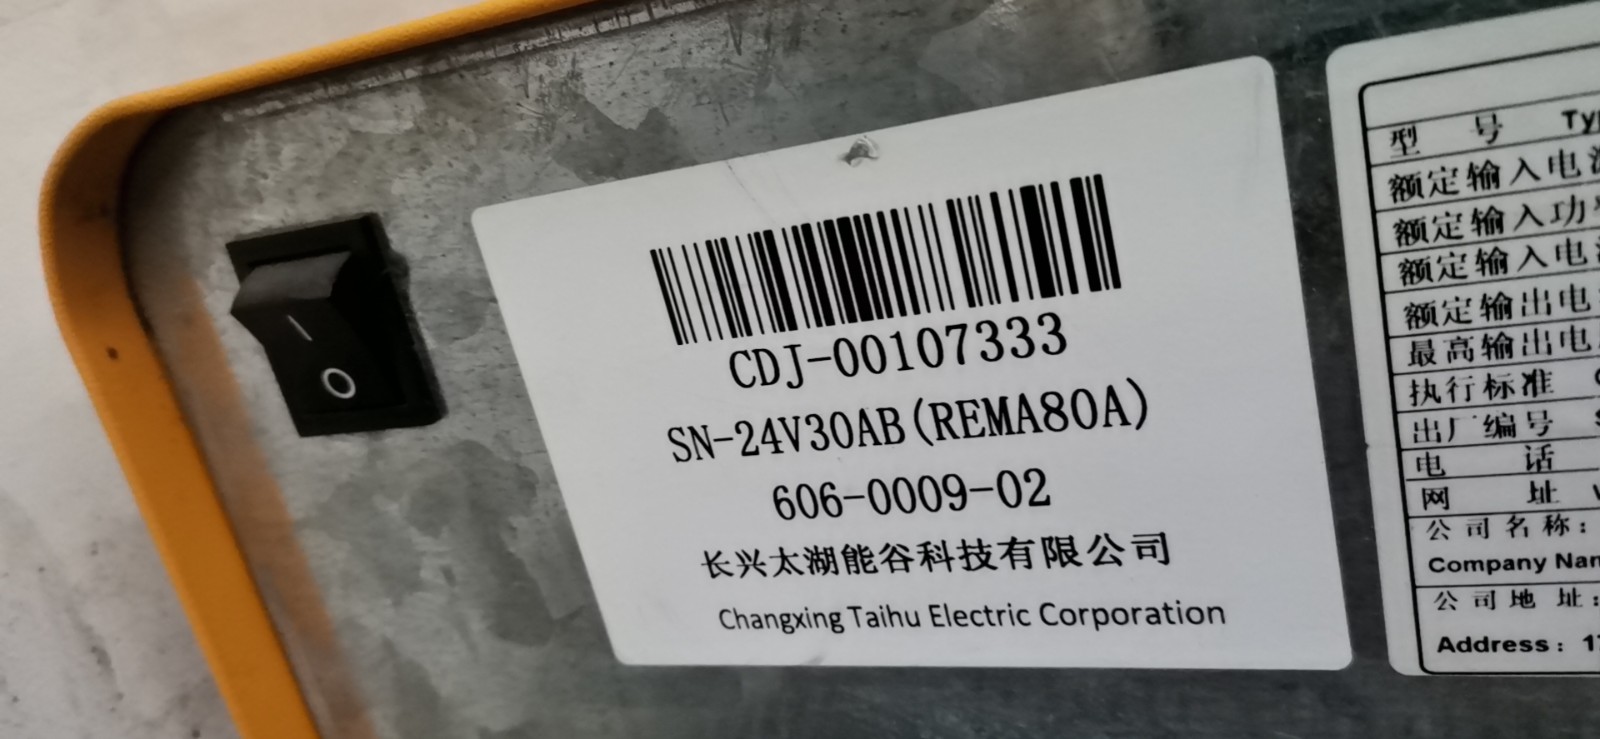 CDJ-00107333
SN-24V30AB(REMA80A)
606-0009-02
长兴太湖能谷科技有限公司
Changxing Taihu Electric Corporation
型 号
额定输入电
额定输入功
额定输入电
额定输出电
最高输出电
执行标准
出厂编号
电 话
网 址
公司名称：
Company
公司地址：
Address：